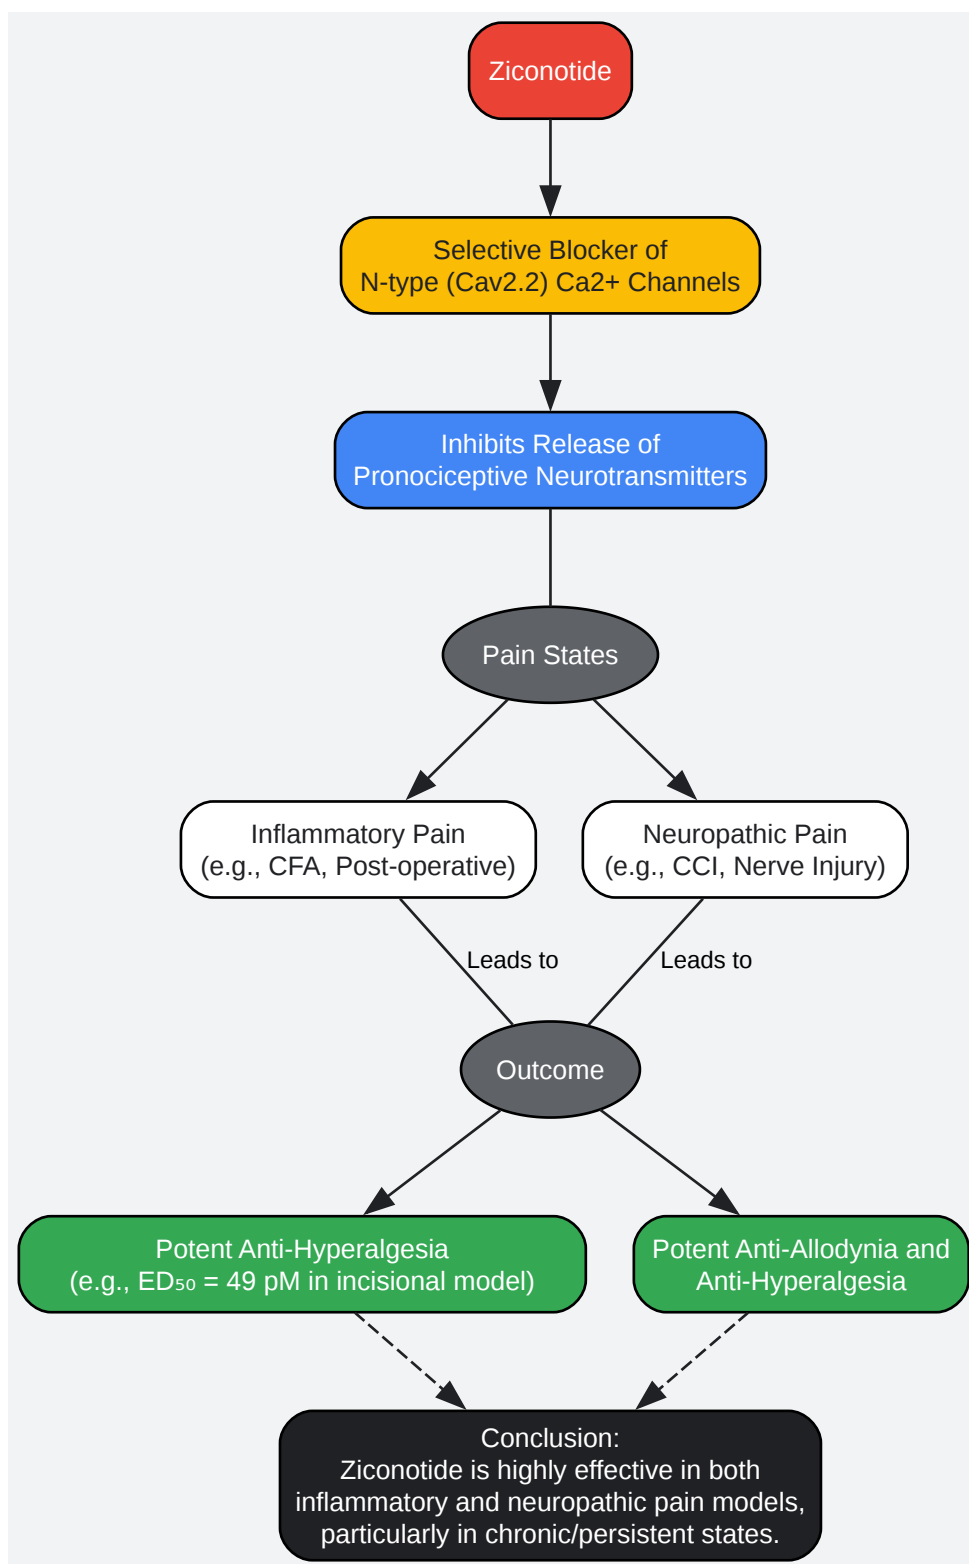 Ziconotide
Selective Blocker of
N-type (Cav2.2) Ca2+ Channels
Inhibits Release of
Pronociceptive Neurotransmitters
Pain States
Inflammatory Pain
(e.g., CFA, Post-operative)
Neuropathic Pain
(e.g., CCI, Nerve Injury)
Leads to
Leads to
Outcome
Potent Anti-Hyperalgesia
(e.g., ED₅₀ = 49 pM in incisional model)
Potent Anti-Allodynia and
Anti-Hyperalgesia
Conclusion:
Ziconotide is highly effective in both
inflammatory and neuropathic pain models,
particularly in chronic/persistent states.